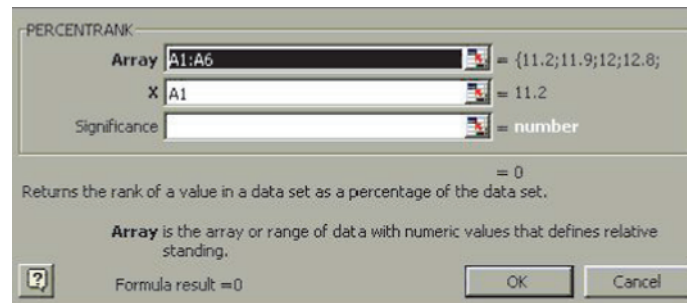 PERCENTRANK
Array A1:A6 = {11.2;11.9;12;12.8;
X A1 = 11.2
Significance = number
= 0
Returns the rank of a value in a data set as a percentage of the data set.
Array is the array or range of data with numeric values that defines relative
standing.
? Formula result =0 OK Cancel